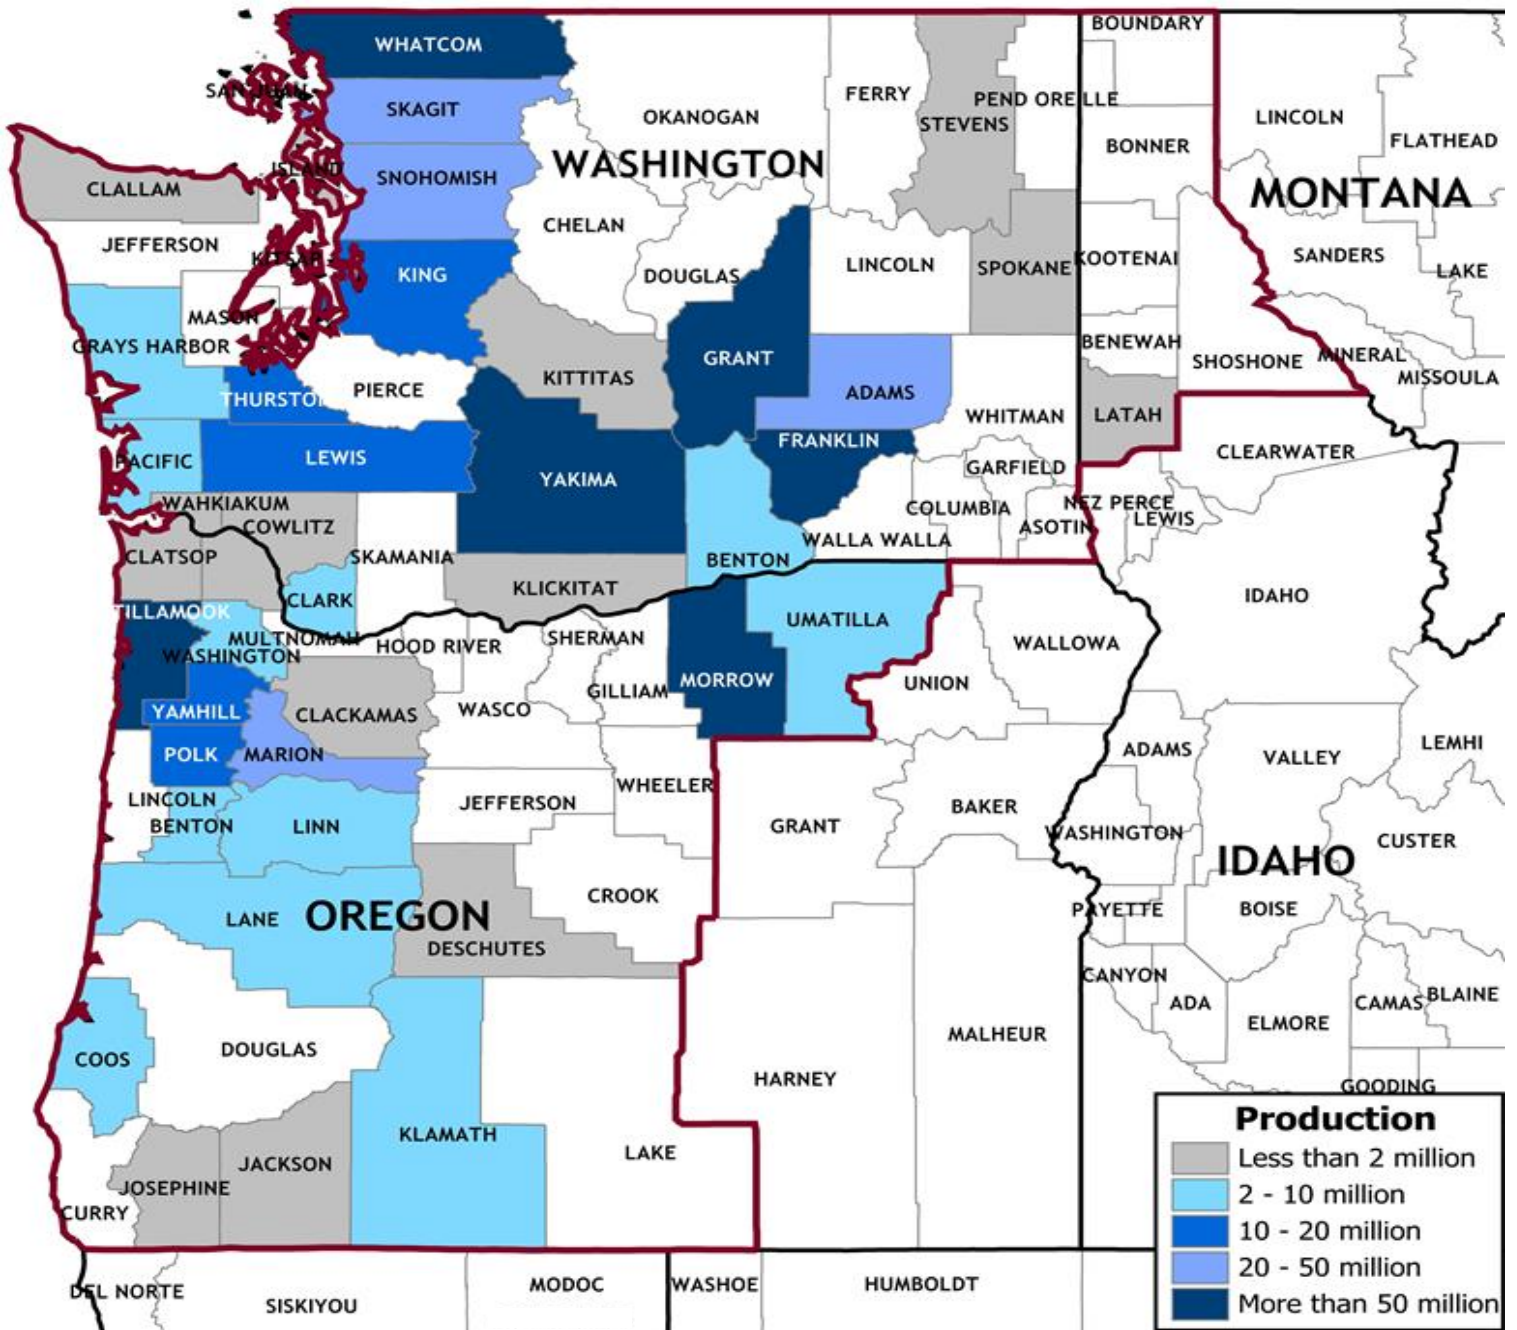 BOUNDARY
WHATCOM
SAN JUAN
SKAGIT
OKANOGAN
FERRY
PEND OREILLE
STEVENS
LINCOLN
FLATHEAD
BONNER
ISLAND
SNOHOMISH
WASHINGTON
CLALLAM
MONTANA
CHELAN
JEFFERSON
KITSAP
KING
DOUGLAS
LINCOLN
SPOKANE
KOOTENAI
SANDERS
LAKE
MASON
GRAYS HARBOR
BENEWAH
SHOSHONE
MINERAL
MISSOULA
GRANT
KITTITAS
PIERCE
THURSTON
ADAMS
WHITMAN
LATAH
FRANKLIN
CLEARWATER
PACIFIC
LEWIS
YAKIMA
GARFIELD
WAHKIAKUM
COWLITZ
COLUMBIA
ASOTIN
NEZ PERCE
LEWIS
WALLA WALLA
CLATSOP
SKAMANIA
BENTON
KLICKITAT
CLARK
IDAHO
TILLAMOOK
UMATILLA
MULTNOMAH
WASHINGTON
HOOD RIVER
SHERMAN
WALLOWA
GILLIAM
MORROW
UNION
YAMHILL
CLACKAMAS
WASCO
POLK
MARION
ADAMS
VALLEY
LEMHI
WHEELER
LINCOLN
JEFFERSON
BAKER
BENTON
LINN
GRANT
WASHINGTON
CUSTER
IDAHO
CROOK
LANE
OREGON
PAYETTE
BOISE
DESCHUTES
CANYON
ADA
CAMAS
BLAINE
ELMORE
COOS
DOUGLAS
MALHEUR
HARNEY
GOODING
KLAMATH
LAKE
JACKSON
JOSEPHINE
CURRY
Production
Less than 2 million
2 - 10 million
10 - 20 million
20 - 50 million
More than 50 million
DEL NORTE
SISKIYOU
MODOC
WASHOE
HUMBOLDT